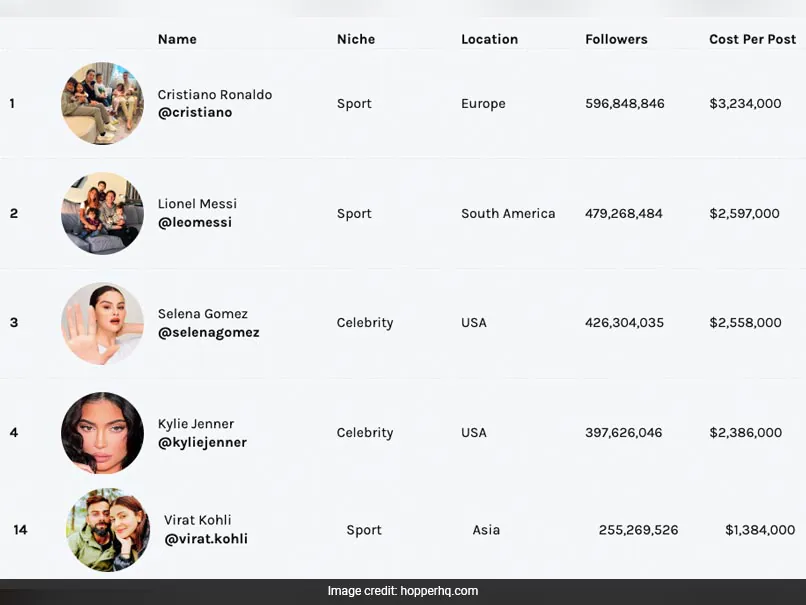 Name Niche Location Followers Cost Per Post
1 Cristiano Ronaldo Sport Europe 596,848,846 $3,234,000
@cristiano
2 Lionel Messi Sport South America 479,268,484 $2,597,000
@leomessi
3 Selena Gomez Celebrity USA 426,304,035 $2,558,000
@selenagomez
4 Kylie Jenner Celebrity USA 397,626,046 $2,386,000
@kyliejenner
14 Virat Kohli Sport Asia 255,269,526 $1,384,000
@virat.kohli
Image credit: hopperhq.com